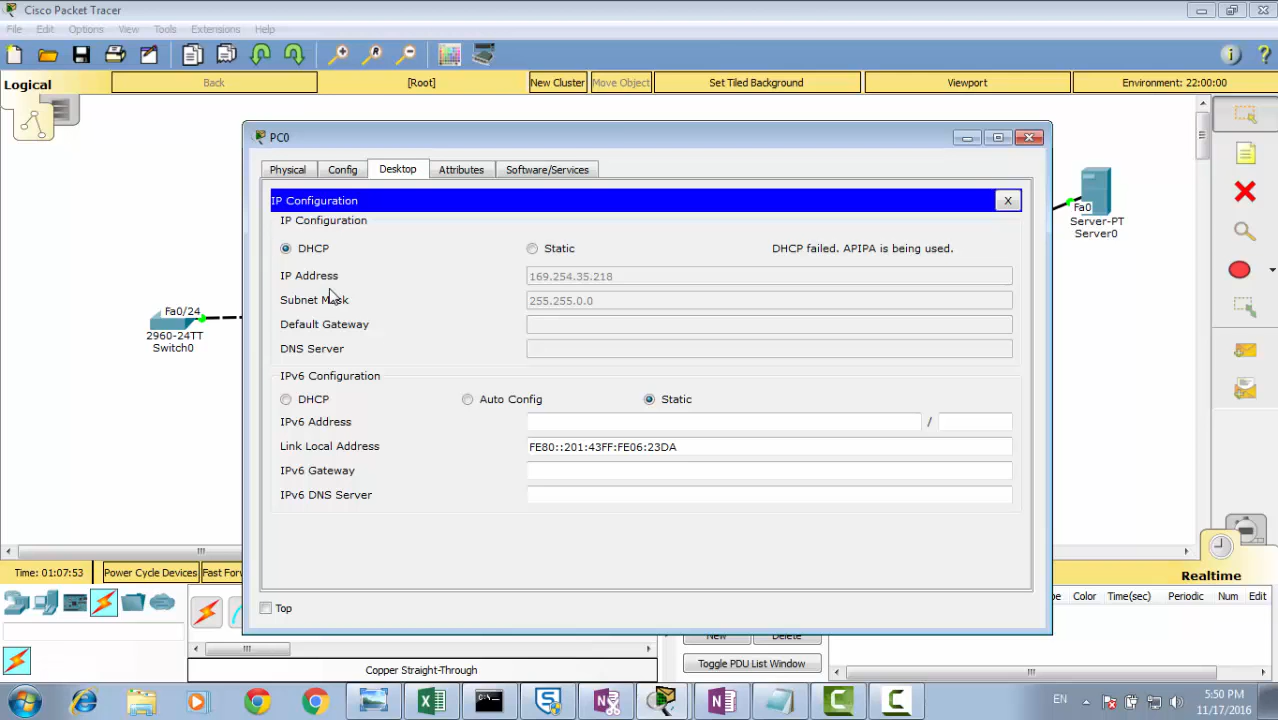 Cisco Packet Tracer
File Edit Options View Tools Extensions Help
Logical
Back
[Root]
New Cluster
Move Object
Set Tiled Background
Viewport
Environment: 22:00:00
PC0
Physical Config Desktop Attributes Software/Services
IP Configuration
X
IP Configuration
DHCP
Static
DHCP failed. APIPA is being used.
IP Address
169.254.35.218
Subnet Mask
255.255.0.0
Default Gateway
DNS Server
IPv6 Configuration
DHCP
Auto Config
Static
IPv6 Address
/
Link Local Address
FE80::201:43FF:FE06:23DA
IPv6 Gateway
IPv6 DNS Server
Top
Fa0/24
2960-24TT
Switch0
Fa0
Server-PT
Server0
Time: 01:07:53
Power Cycle Devices
Fast For
Realtime
Color Time(sec) Periodic Num Edit
New
Delete
Toggle PDU List Window
Copper Straight-Through
EN
5:50 PM
11/17/2016